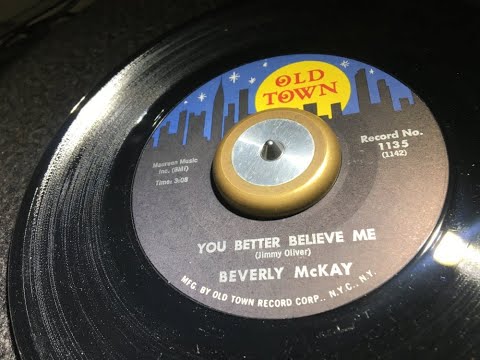 OLD
TOWN
Record No.
1135
(1142)
Maureen Music
Inc. (BMI)
Time: 3:08
YOU BETTER BELIEVE ME
(Jimmy Oliver)
BEVERLY McKAY
MFG. BY OLD TOWN RECORD CORP., N.Y.C., N.Y.